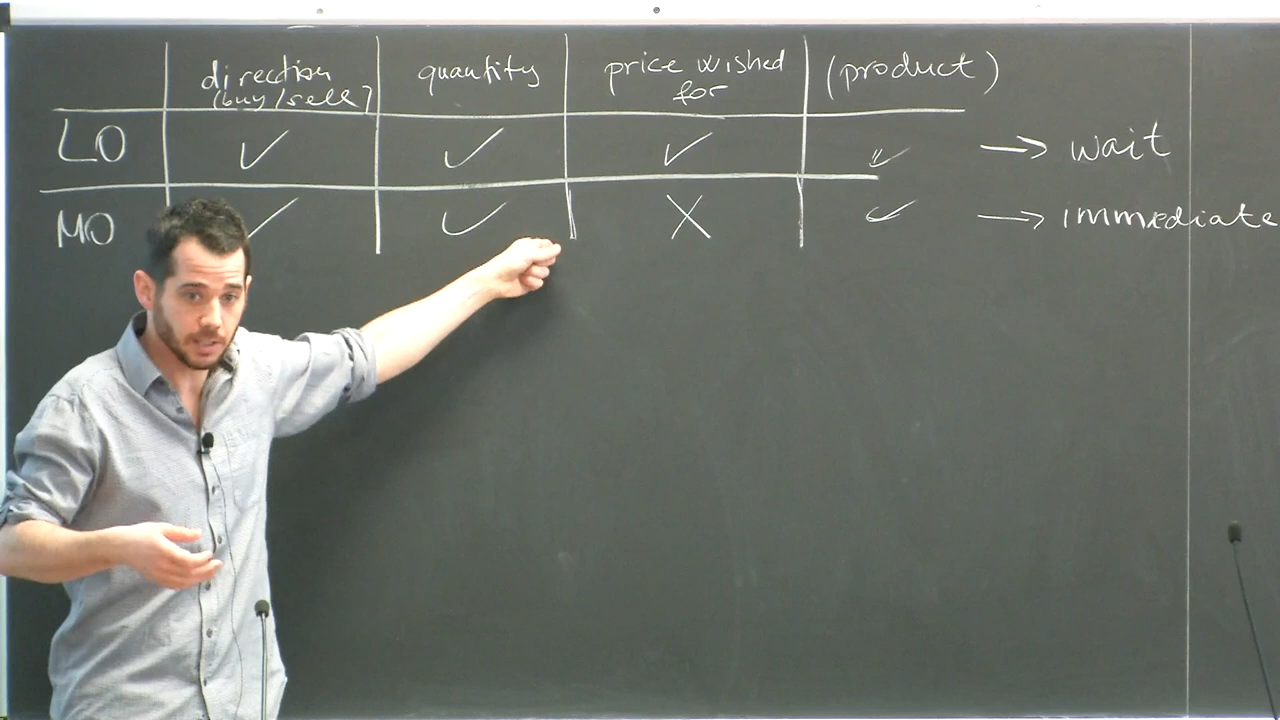 direction quantity price wished (product)
(buy/sell) for
LO ✓ ✓ ✓ ✓ → wait
MO ✓ ✓ X ✓ → immediate